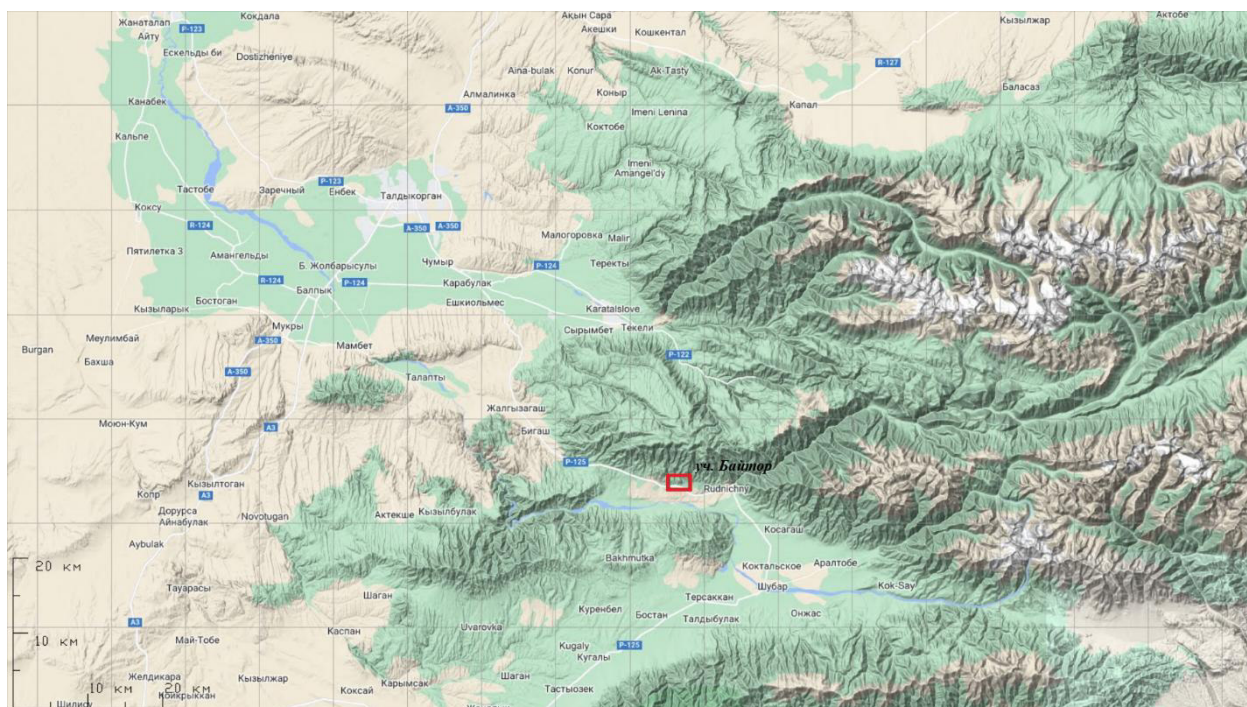 Жанаталап
Айту
Р-123
Кокдала
Ескельды би
Dostizheniye
Акын Сара
Акешки
Кошкентал
Кызылжар
Актобе
Aina-bulak
Konur
Ak-Tasty
R-127
Алмалинка
Коныр
Баласаз
Канабек
A-350
Капал
Imeni Lenina
Кальпе
Коктобе
Imeni
Amangel'dy
Тастобе
Заречный
Р-123
Енбек
Талдыкорган
Коксу
R-124
A-350
A-350
Малогоровка
Malir
Пятилетка 3
Амангельды
Б. Жолбарысулы
Чумыр
Р-124
Теректы
R-124
Р-124
Карабулак
Балпык
Бостоган
Ешкиольмес
Кызыларык
Karatalslove
Мукры
Сырымбет
Текели
Меулимбай
A-350
Мамбет
Burgan
Бахша
Р-122
A-350
Талапты
Жалгызагаш
Моюн-Кум
A3
Бигаш
Р-125
уч. Байтор
Rudnichny
Кызылтоган
Копр
A3
Дорурса
Айнабулак
Novotugan
Актекше
Кызылбулак
Косагаш
Aybulak
Bakhmutka
20 км
Коктальское
Аралтобе
Тауарасы
Шубар
Kok-Say
Шаган
Терсаккан
Куренбел
Бостан
Талдыбулак
Онжас
A3
Каспан
Uvarovka
10 км
Май-Тобе
Kugaly
Кугалы
Р-125
Желдикара
Кызылжар
Карымсак
Шаган
10 км
20 км
Коксай
Тастыозек
Койкрыккан